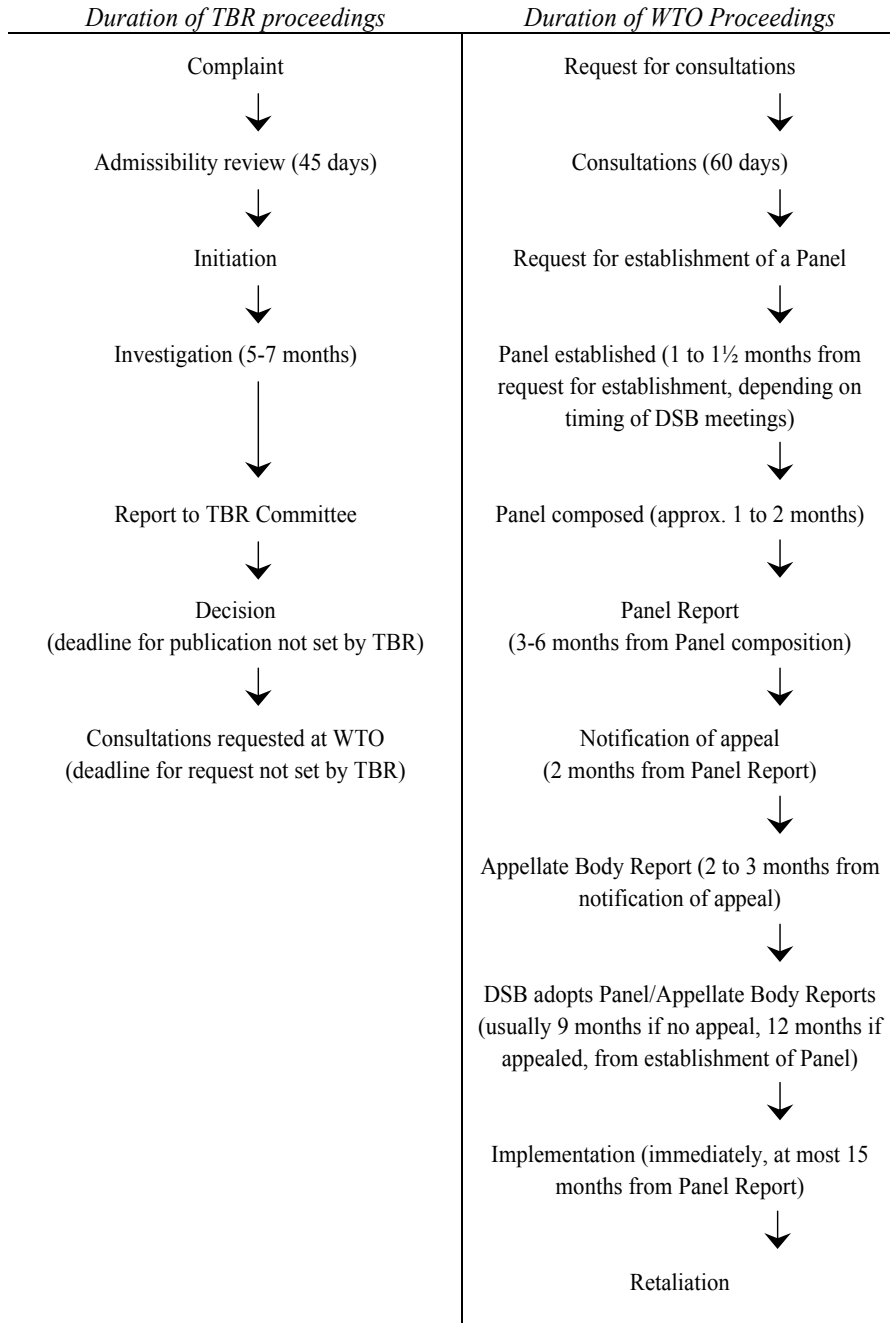 Duration of TBR proceedings
Complaint
Admissibility review (45 days)
Initiation
Investigation (5-7 months)
Report to TBR Committee
Decision
(deadline for publication not set by TBR)
Consultations requested at WTO
(deadline for request not set by TBR)
Duration of WTO Proceedings
Request for consultations
Consultations (60 days)
Request for establishment of a Panel
Panel established (1 to 1½ months from
request for establishment, depending on
timing of DSB meetings)
Panel composed (approx. 1 to 2 months)
Panel Report
(3-6 months from Panel composition)
Notification of appeal
(2 months from Panel Report)
Appellate Body Report (2 to 3 months from
notification of appeal)
DSB adopts Panel/Appellate Body Reports
(usually 9 months if no appeal, 12 months if
appealed, from establishment of Panel)
Implementation (immediately, at most 15
months from Panel Report)
Retaliation